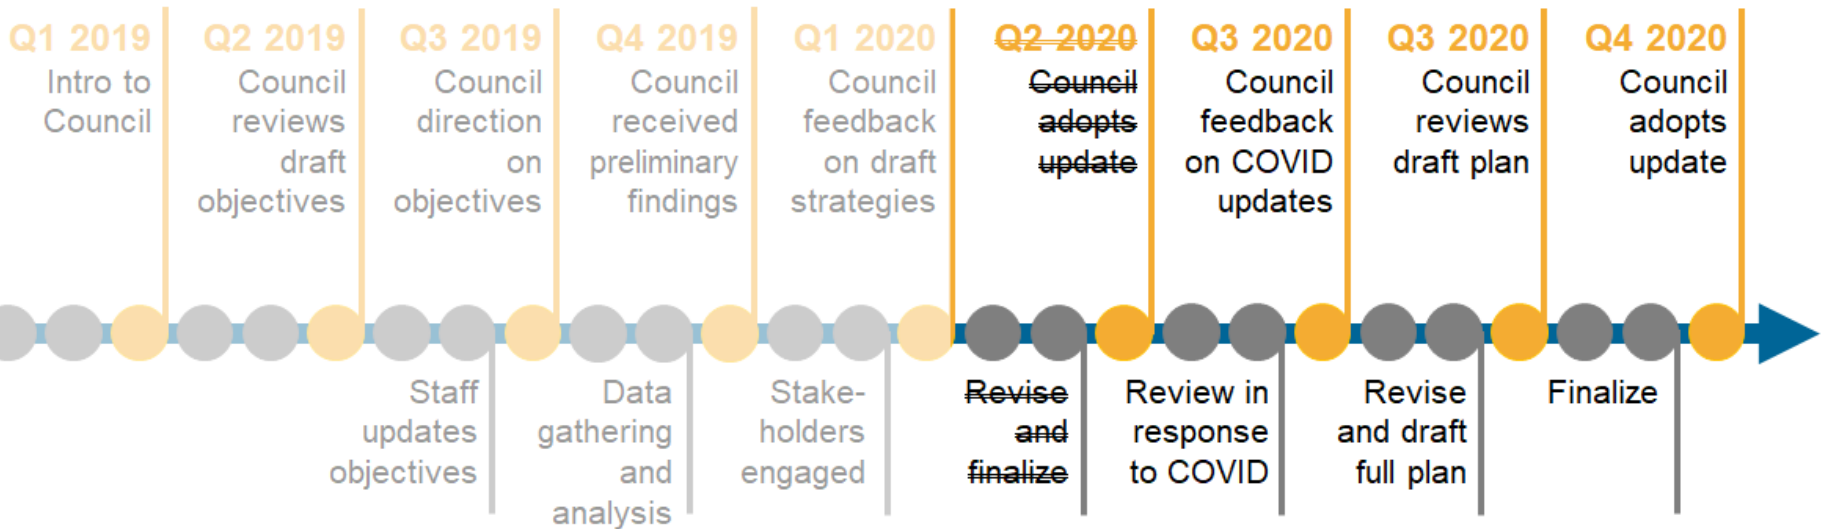 Q1 2019
Intro to
Council
Q2 2019
Council
reviews
draft
objectives
Q3 2019
Council
direction
on
objectives
Q4 2019
Council
received
preliminary
findings
Q1 2020
Council
feedback
on draft
strategies
Q2 2020
Council
adopts
update
Q3 2020
Council
feedback
on COVID
updates
Q3 2020
Council
reviews
draft plan
Q4 2020
Council
adopts
update
Staff
updates
objectives
Data
gathering
and
analysis
Stake-
holders
engaged
Revise
and
finalize
Review in
response
to COVID
Revise
and draft
full plan
Finalize